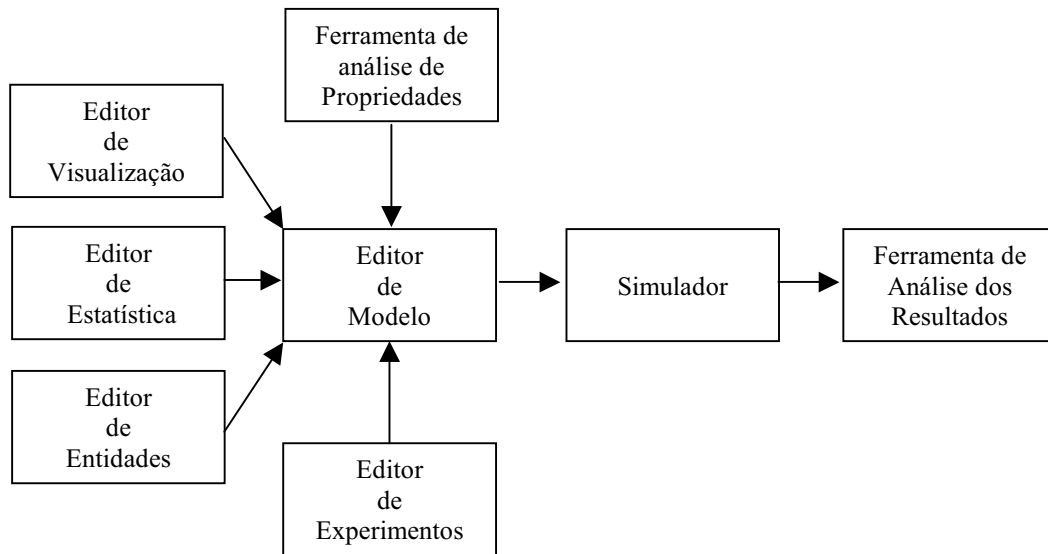 Ferramenta de
análise de
Propriedades
Editor
de
Visualização
Editor
de
Estatística
Editor
de
Modelo
Simulador
Ferramenta de
Análise dos
Resultados
Editor
de
Entidades
Editor
de
Experimentos